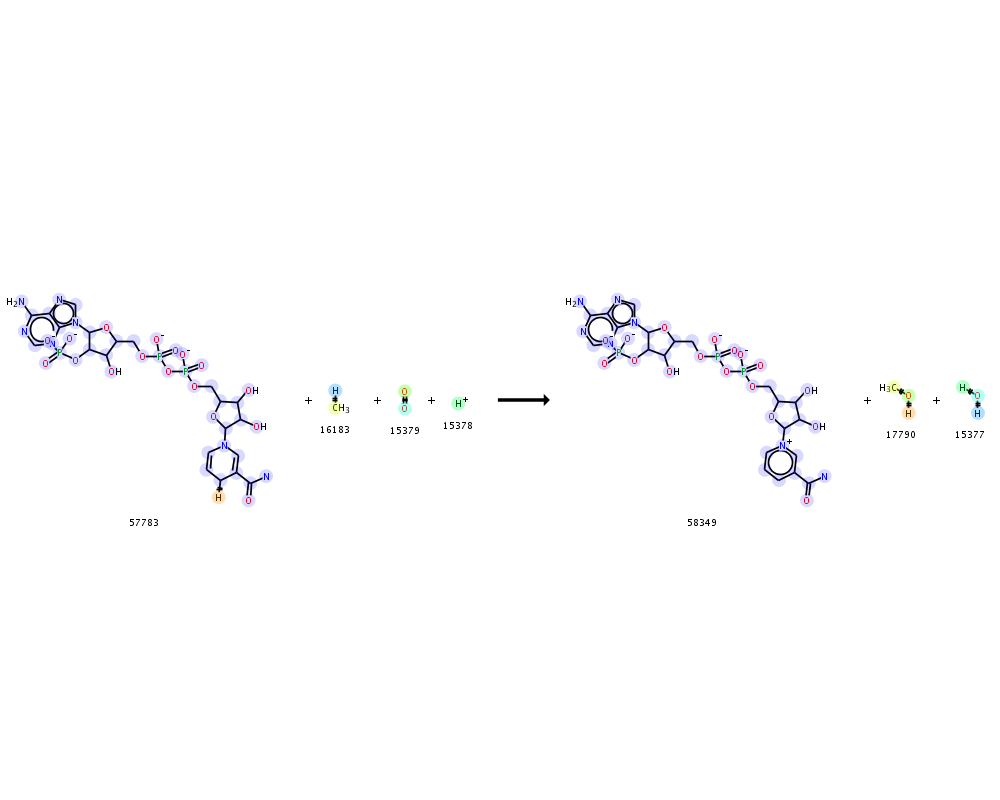 H2N N N N N O O- O- P O O OH O P O- O O- O P O O O OH OH N N O H
57783
+
H CH3
16183
+
O O
15379
+
H+
15378
H2N N N N N O O- O- P O O OH O P O- O O- O P O O O OH OH N+ N O
58349
+
H3C O H
17790
+
H O H
15377